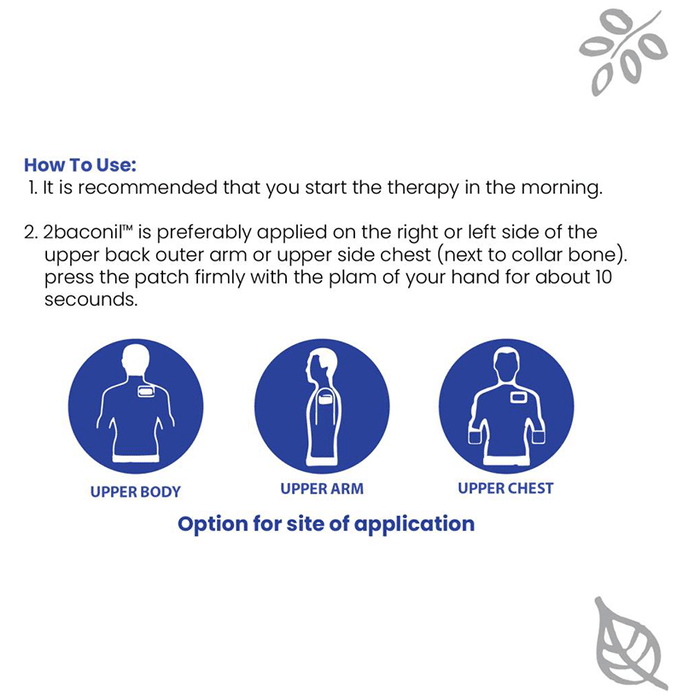 How To Use:
1. It is recommended that you start the therapy in the morning.
2. 2baconil™ is preferably applied on the right or left side of the
upper back outer arm or upper side chest (next to collar bone).
press the patch firmly with the plam of your hand for about 10
secounds.
UPPER BODY
UPPER ARM
UPPER CHEST
Option for site of application